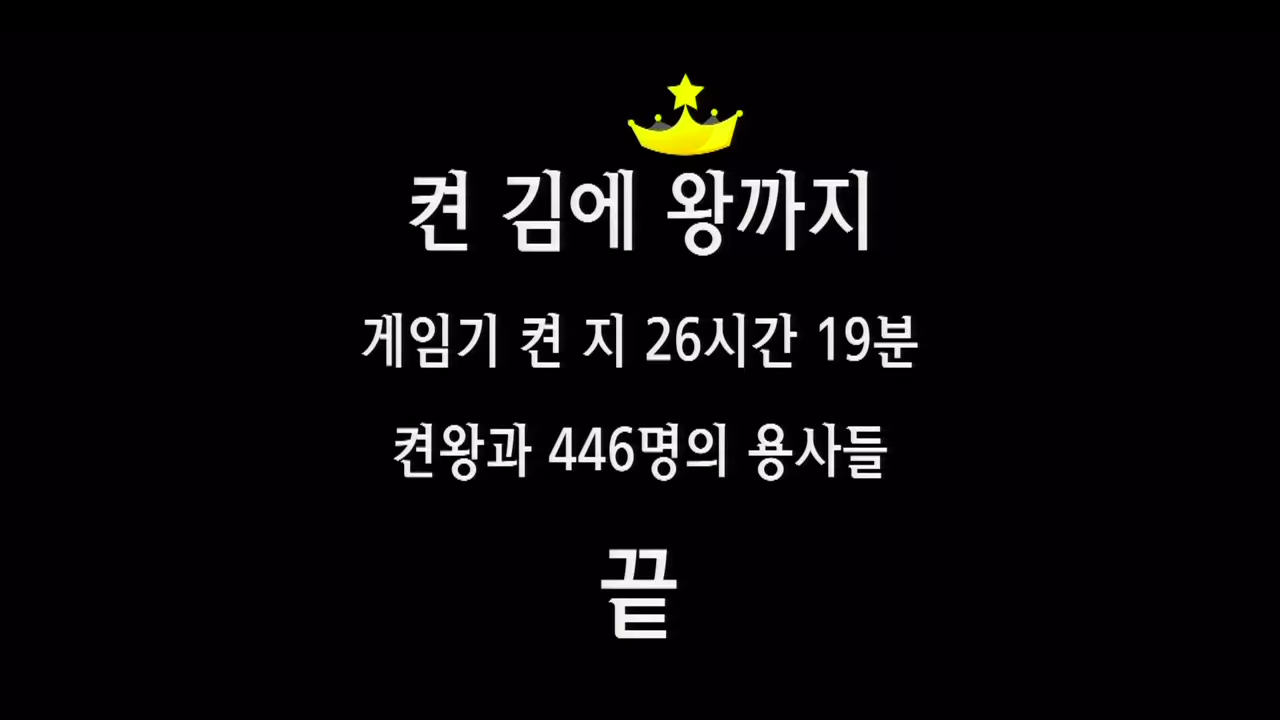 켠 김에 왕까지
게임기 켠 지 26시간 19분
켠왕과 446명의 용사들
끝